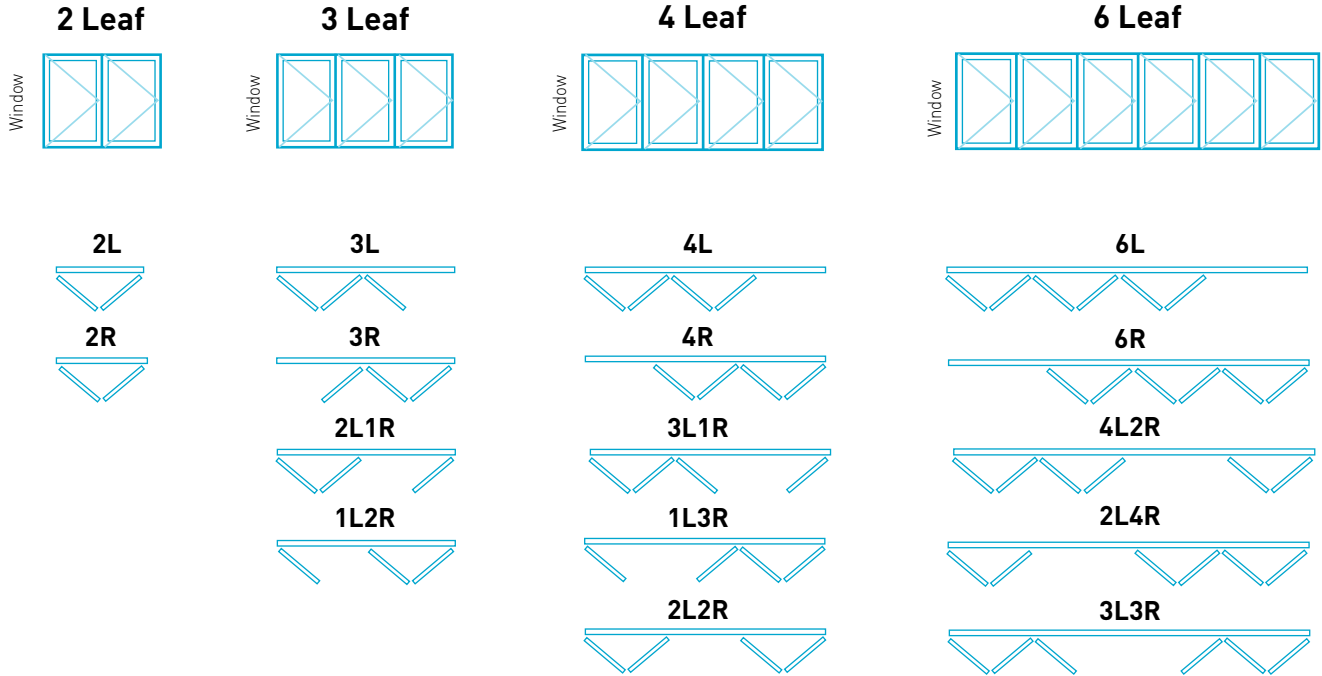 2 Leaf
3 Leaf
4 Leaf
6 Leaf
Window
Window
Window
Window
2L
3L
4L
6L
2R
3R
4R
6R
2L1R
3L1R
4L2R
1L2R
1L3R
2L4R
2L2R
3L3R